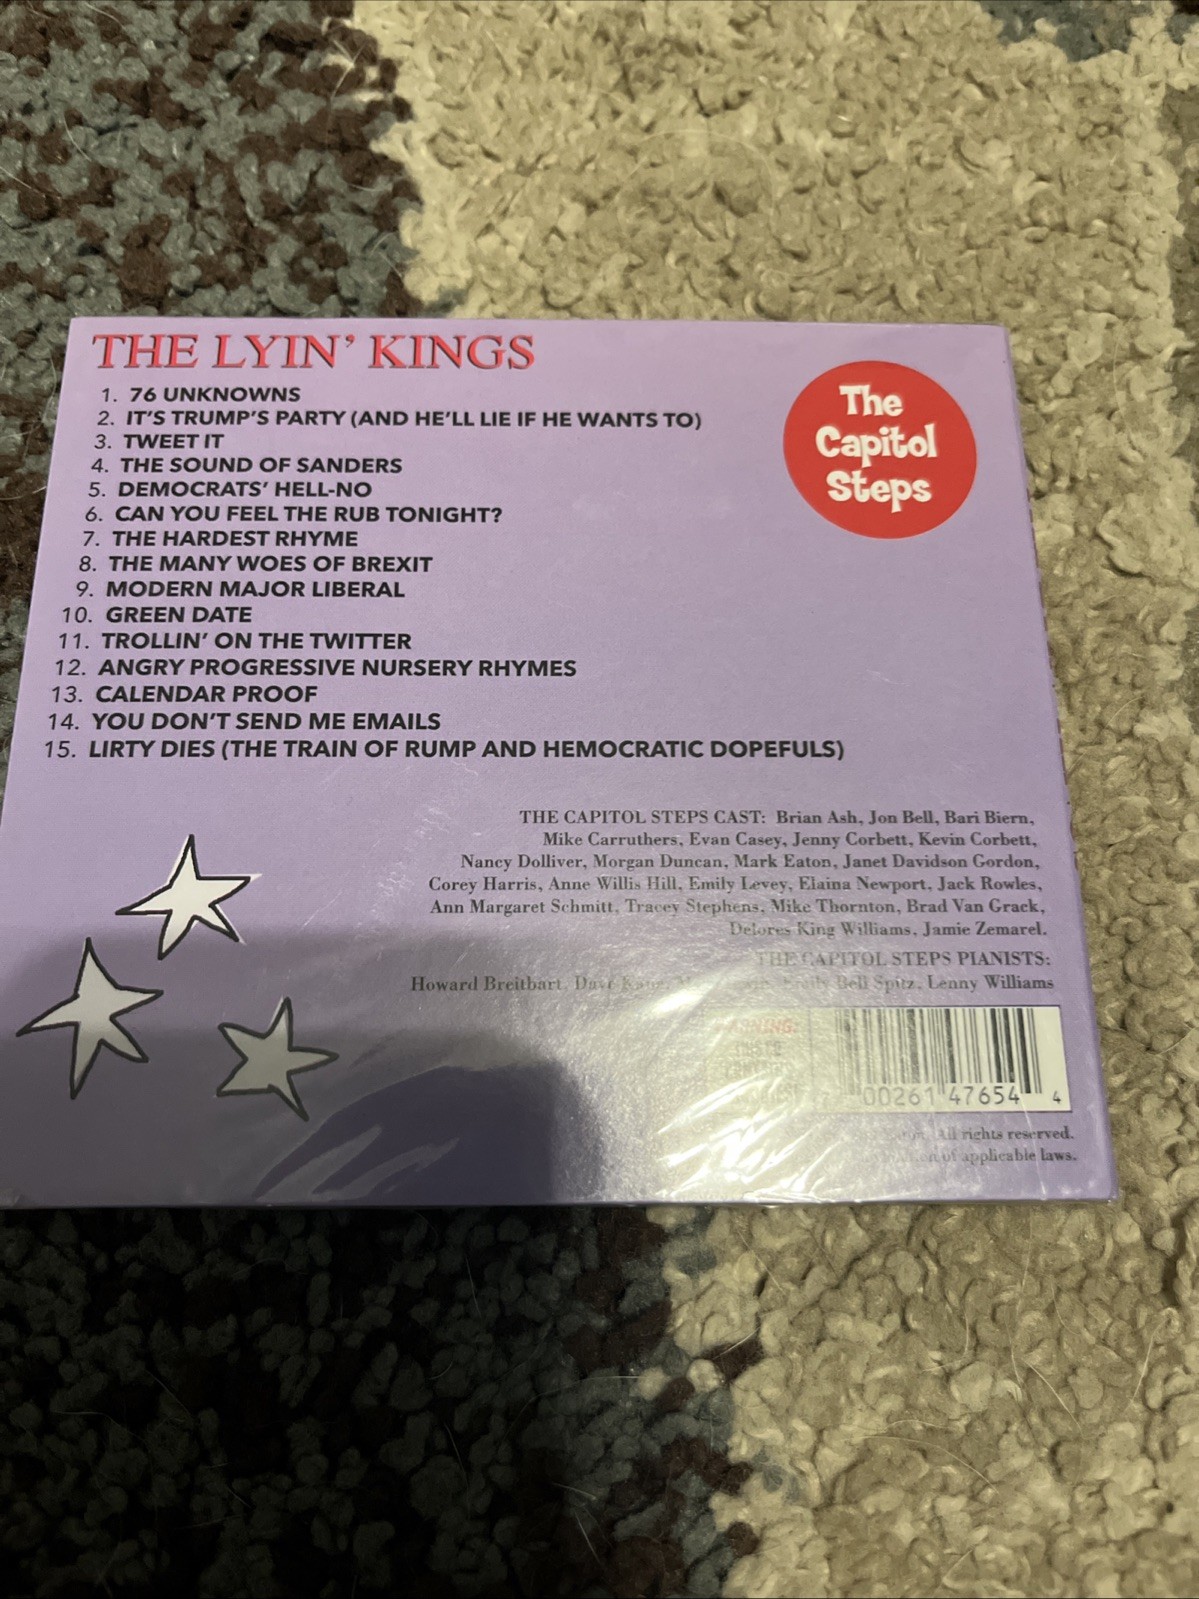 THE LYIN' KINGS
1. 76 UNKNOWNS
2. IT'S TRUMP'S PARTY (AND HE'LL LIE IF HE WANTS TO)
3. TWEET IT
4. THE SOUND OF SANDERS
5. DEMOCRATS' HELL-NO
6. CAN YOU FEEL THE RUB TONIGHT?
7. THE HARDEST RHYME
8. THE MANY WOES OF BREXIT
9. MODERN MAJOR LIBERAL
10. GREEN DATE
11. TROLLIN' ON THE TWITTER
12. ANGRY PROGRESSIVE NURSERY RHYMES
13. CALENDAR PROOF
14. YOU DON'T SEND ME EMAILS
15. LIRTY DIES (THE TRAIN OF RUMP AND HEMOCRATIC DOPEFULS)
The
Capitol
Steps
THE CAPITOL STEPS CAST: Brian Ash, Jon Bell, Bari Biern,
Mike Carruthers, Evan Casey, Jenny Corbett, Kevin Corbett,
Nancy Dolliver, Morgan Duncan, Mark Eaton, Janet Davidson Gordon,
Corey Harris, Anne Willis Hill, Emily Levey, Elaina Newport, Jack Rowles,
Ann Margaret Schmitt, Tracey Stephens, Mike Thornton, Brad Van Grack,
Delores King Williams, Jamie Zemarel.
THE CAPITOL STEPS PIANISTS:
Howard Breitbart, Dave Emily Bell Spitz, Lenny Williams
WARNING:
00261 47654 4
All rights reserved.
of applicable laws.